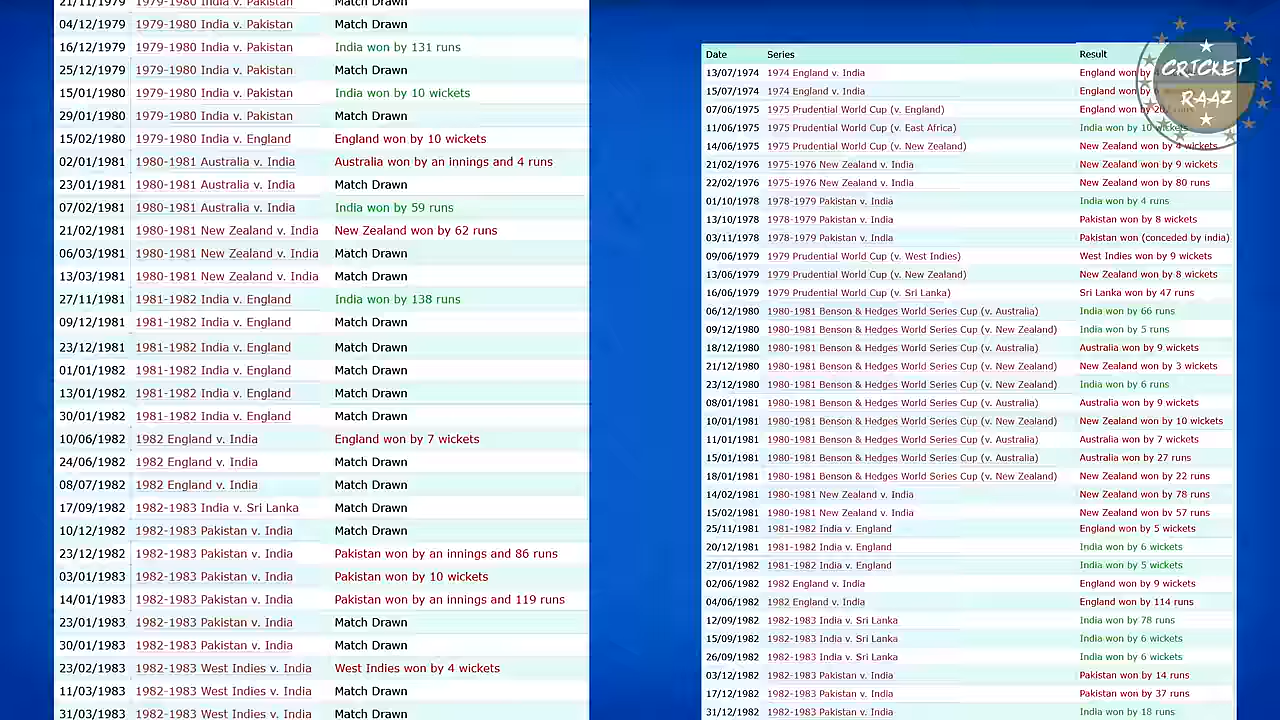 21/11/1979 1979-1980 India v. Pakistan Match Drawn
04/12/1979 1979-1980 India v. Pakistan Match Drawn
16/12/1979 1979-1980 India v. Pakistan India won by 131 runs
25/12/1979 1979-1980 India v. Pakistan Match Drawn
15/01/1980 1979-1980 India v. Pakistan India won by 10 wickets
29/01/1980 1979-1980 India v. Pakistan Match Drawn
15/02/1980 1979-1980 India v. England England won by 10 wickets
02/01/1981 1980-1981 Australia v. India Australia won by an innings and 4 runs
23/01/1981 1980-1981 Australia v. India Match Drawn
07/02/1981 1980-1981 Australia v. India India won by 59 runs
21/02/1981 1980-1981 New Zealand v. India New Zealand won by 62 runs
06/03/1981 1980-1981 New Zealand v. India Match Drawn
13/03/1981 1980-1981 New Zealand v. India Match Drawn
27/11/1981 1981-1982 India v. England India won by 138 runs
09/12/1981 1981-1982 India v. England Match Drawn
23/12/1981 1981-1982 India v. England Match Drawn
01/01/1982 1981-1982 India v. England Match Drawn
13/01/1982 1981-1982 India v. England Match Drawn
30/01/1982 1981-1982 India v. England Match Drawn
10/06/1982 1982 England v. India England won by 7 wickets
24/06/1982 1982 England v. India Match Drawn
08/07/1982 1982 England v. India Match Drawn
17/09/1982 1982-1983 India v. Sri Lanka Match Drawn
10/12/1982 1982-1983 Pakistan v. India Match Drawn
23/12/1982 1982-1983 Pakistan v. India Pakistan won by an innings and 86 runs
03/01/1983 1982-1983 Pakistan v. India Pakistan won by 10 wickets
14/01/1983 1982-1983 Pakistan v. India Pakistan won by an innings and 119 runs
23/01/1983 1982-1983 Pakistan v. India Match Drawn
30/01/1983 1982-1983 Pakistan v. India Match Drawn
23/02/1983 1982-1983 West Indies v. India West Indies won by 4 wickets
11/03/1983 1982-1983 West Indies v. India Match Drawn
31/03/1983 1982-1983 West Indies v. India Match Drawn
Date Series Result
13/07/1974 1974 England v. India England won by
15/07/1974 1974 England v. India England won by
07/06/1975 1975 Prudential World Cup (v. England) England won by
11/06/1975 1975 Prudential World Cup (v. East Africa) India won by 10 wickets
14/06/1975 1975 Prudential World Cup (v. New Zealand) New Zealand won by 4 wickets
21/02/1976 1975-1976 New Zealand v. India New Zealand won by 9 wickets
22/02/1976 1975-1976 New Zealand v. India New Zealand won by 80 runs
01/10/1978 1978-1979 Pakistan v. India India won by 4 runs
13/10/1978 1978-1979 Pakistan v. India Pakistan won by 8 wickets
03/11/1978 1978-1979 Pakistan v. India Pakistan won (conceded by india)
09/06/1979 1979 Prudential World Cup (v. West Indies) West Indies won by 9 wickets
13/06/1979 1979 Prudential World Cup (v. New Zealand) New Zealand won by 8 wickets
16/06/1979 1979 Prudential World Cup (v. Sri Lanka) Sri Lanka won by 47 runs
06/12/1980 1980-1981 Benson & Hedges World Series Cup (v. Australia) India won by 66 runs
09/12/1980 1980-1981 Benson & Hedges World Series Cup (v. New Zealand) India won by 5 runs
18/12/1980 1980-1981 Benson & Hedges World Series Cup (v. Australia) Australia won by 9 wickets
21/12/1980 1980-1981 Benson & Hedges World Series Cup (v. New Zealand) New Zealand won by 3 wickets
23/12/1980 1980-1981 Benson & Hedges World Series Cup (v. New Zealand) India won by 6 runs
08/01/1981 1980-1981 Benson & Hedges World Series Cup (v. Australia) Australia won by 9 wickets
10/01/1981 1980-1981 Benson & Hedges World Series Cup (v. New Zealand) New Zealand won by 10 wickets
11/01/1981 1980-1981 Benson & Hedges World Series Cup (v. Australia) Australia won by 7 wickets
15/01/1981 1980-1981 Benson & Hedges World Series Cup (v. Australia) Australia won by 27 runs
18/01/1981 1980-1981 Benson & Hedges World Series Cup (v. New Zealand) New Zealand won by 22 runs
14/02/1981 1980-1981 New Zealand v. India New Zealand won by 78 runs
15/02/1981 1980-1981 New Zealand v. India New Zealand won by 57 runs
25/11/1981 1981-1982 India v. England England won by 5 wickets
20/12/1981 1981-1982 India v. England India won by 6 wickets
27/01/1982 1981-1982 India v. England India won by 5 wickets
02/06/1982 1982 England v. India England won by 9 wickets
04/06/1982 1982 England v. India England won by 114 runs
12/09/1982 1982-1983 India v. Sri Lanka India won by 78 runs
15/09/1982 1982-1983 India v. Sri Lanka India won by 6 wickets
26/09/1982 1982-1983 India v. Sri Lanka India won by 6 wickets
03/12/1982 1982-1983 Pakistan v. India Pakistan won by 14 runs
17/12/1982 1982-1983 Pakistan v. India Pakistan won by 37 runs
31/12/1982 1982-1983 Pakistan v. India India won by 18 runs
CRICKET
RAAZ